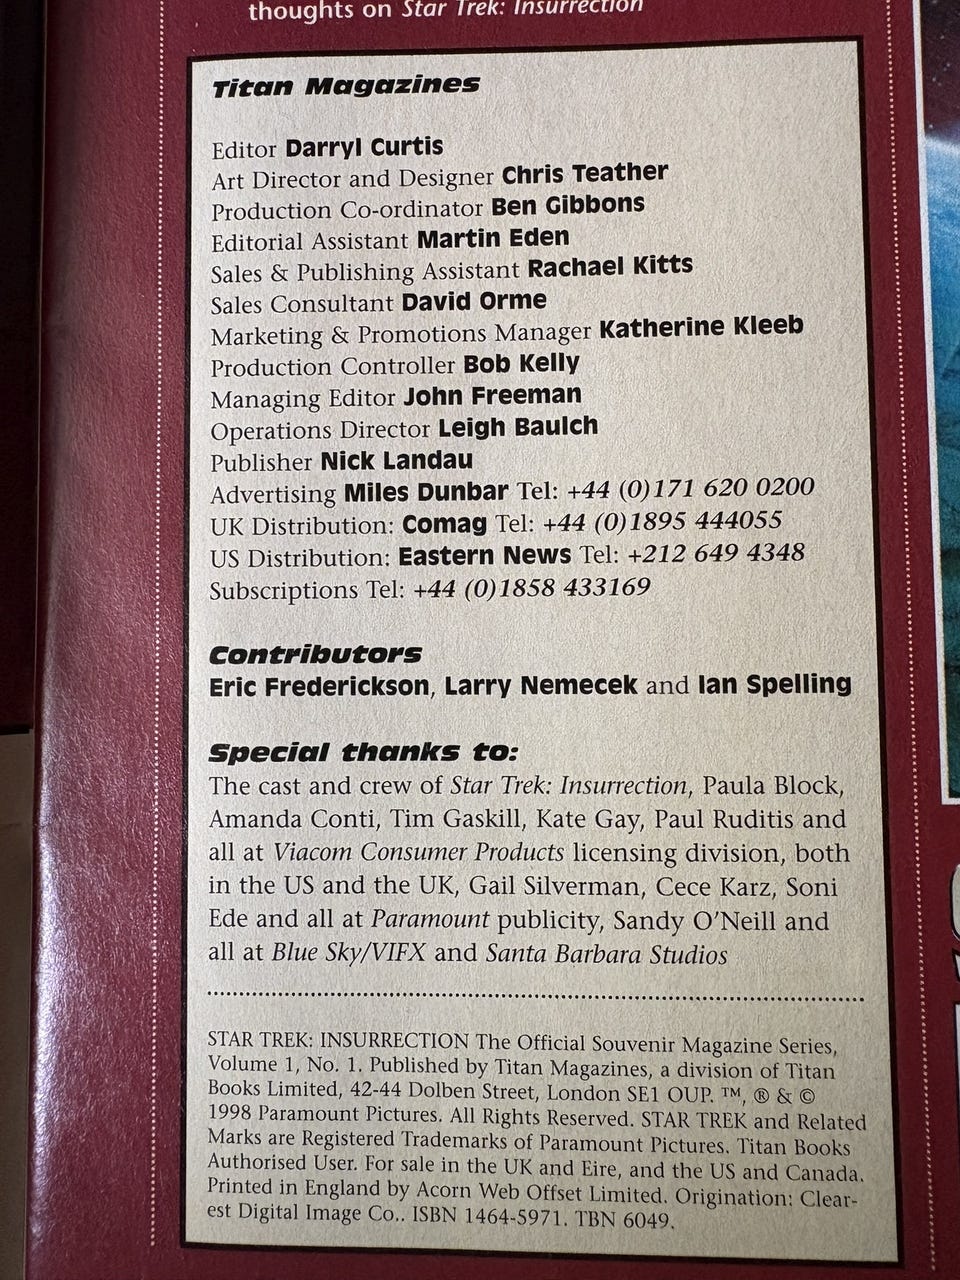 thoughts on Star Trek: Insurrection
Titan Magazines
Editor Darryl Curtis
Art Director and Designer Chris Teather
Production Co-ordinator Ben Gibbons
Editorial Assistant Martin Eden
Sales & Publishing Assistant Rachael Kitts
Sales Consultant David Orme
Marketing & Promotions Manager Katherine Kleeb
Production Controller Bob Kelly
Managing Editor John Freeman
Operations Director Leigh Baulch
Publisher Nick Landau
Advertising Miles Dunbar Tel: +44 (0)171 620 0200
UK Distribution: Comag Tel: +44 (0)1895 444055
US Distribution: Eastern News Tel: +212 649 4348
Subscriptions Tel: +44 (0)1858 433169
Contributors
Eric Frederickson, Larry Nemecek and Ian Spelling
Special thanks to:
The cast and crew of Star Trek: Insurrection, Paula Block,
Amanda Conti, Tim Gaskill, Kate Gay, Paul Ruditis and
all at Viacom Consumer Products licensing division, both
in the US and the UK, Gail Silverman, Cece Karz, Soni
Ede and all at Paramount publicity, Sandy O'Neill and
all at Blue Sky/VIFX and Santa Barbara Studios
STAR TREK: INSURRECTION The Official Souvenir Magazine Series,
Volume 1, No. 1. Published by Titan Magazines, a division of Titan
Books Limited, 42-44 Dolben Street, London SE1 OUP. ™, ® & ©
1998 Paramount Pictures. All Rights Reserved. STAR TREK and Related
Marks are Registered Trademarks of Paramount Pictures. Titan Books
Authorised User. For sale in the UK and Eire, and the US and Canada.
Printed in England by Acorn Web Offset Limited. Origination: Clear-
est Digital Image Co.. ISBN 1464-5971. TBN 6049.